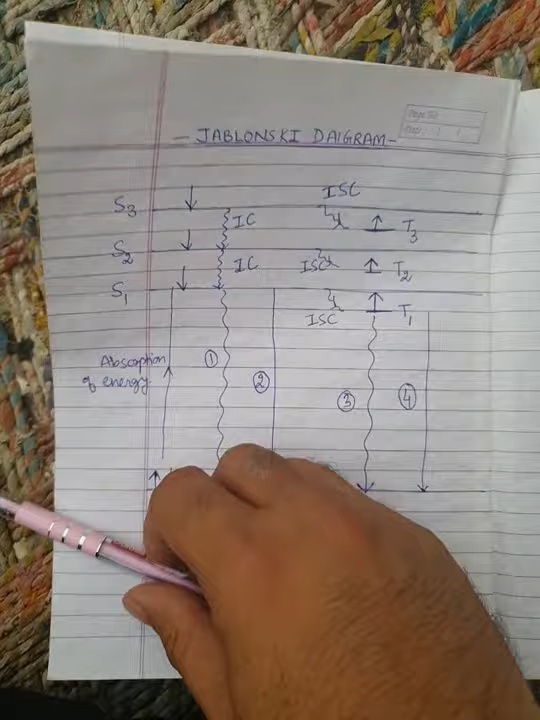 — JABLONSKI DAIGRAM —
ISC
S3
IC
T3
S2
IC
ISC
T2
S1
ISC
T1
Absorption
of energy
1
2
3
4